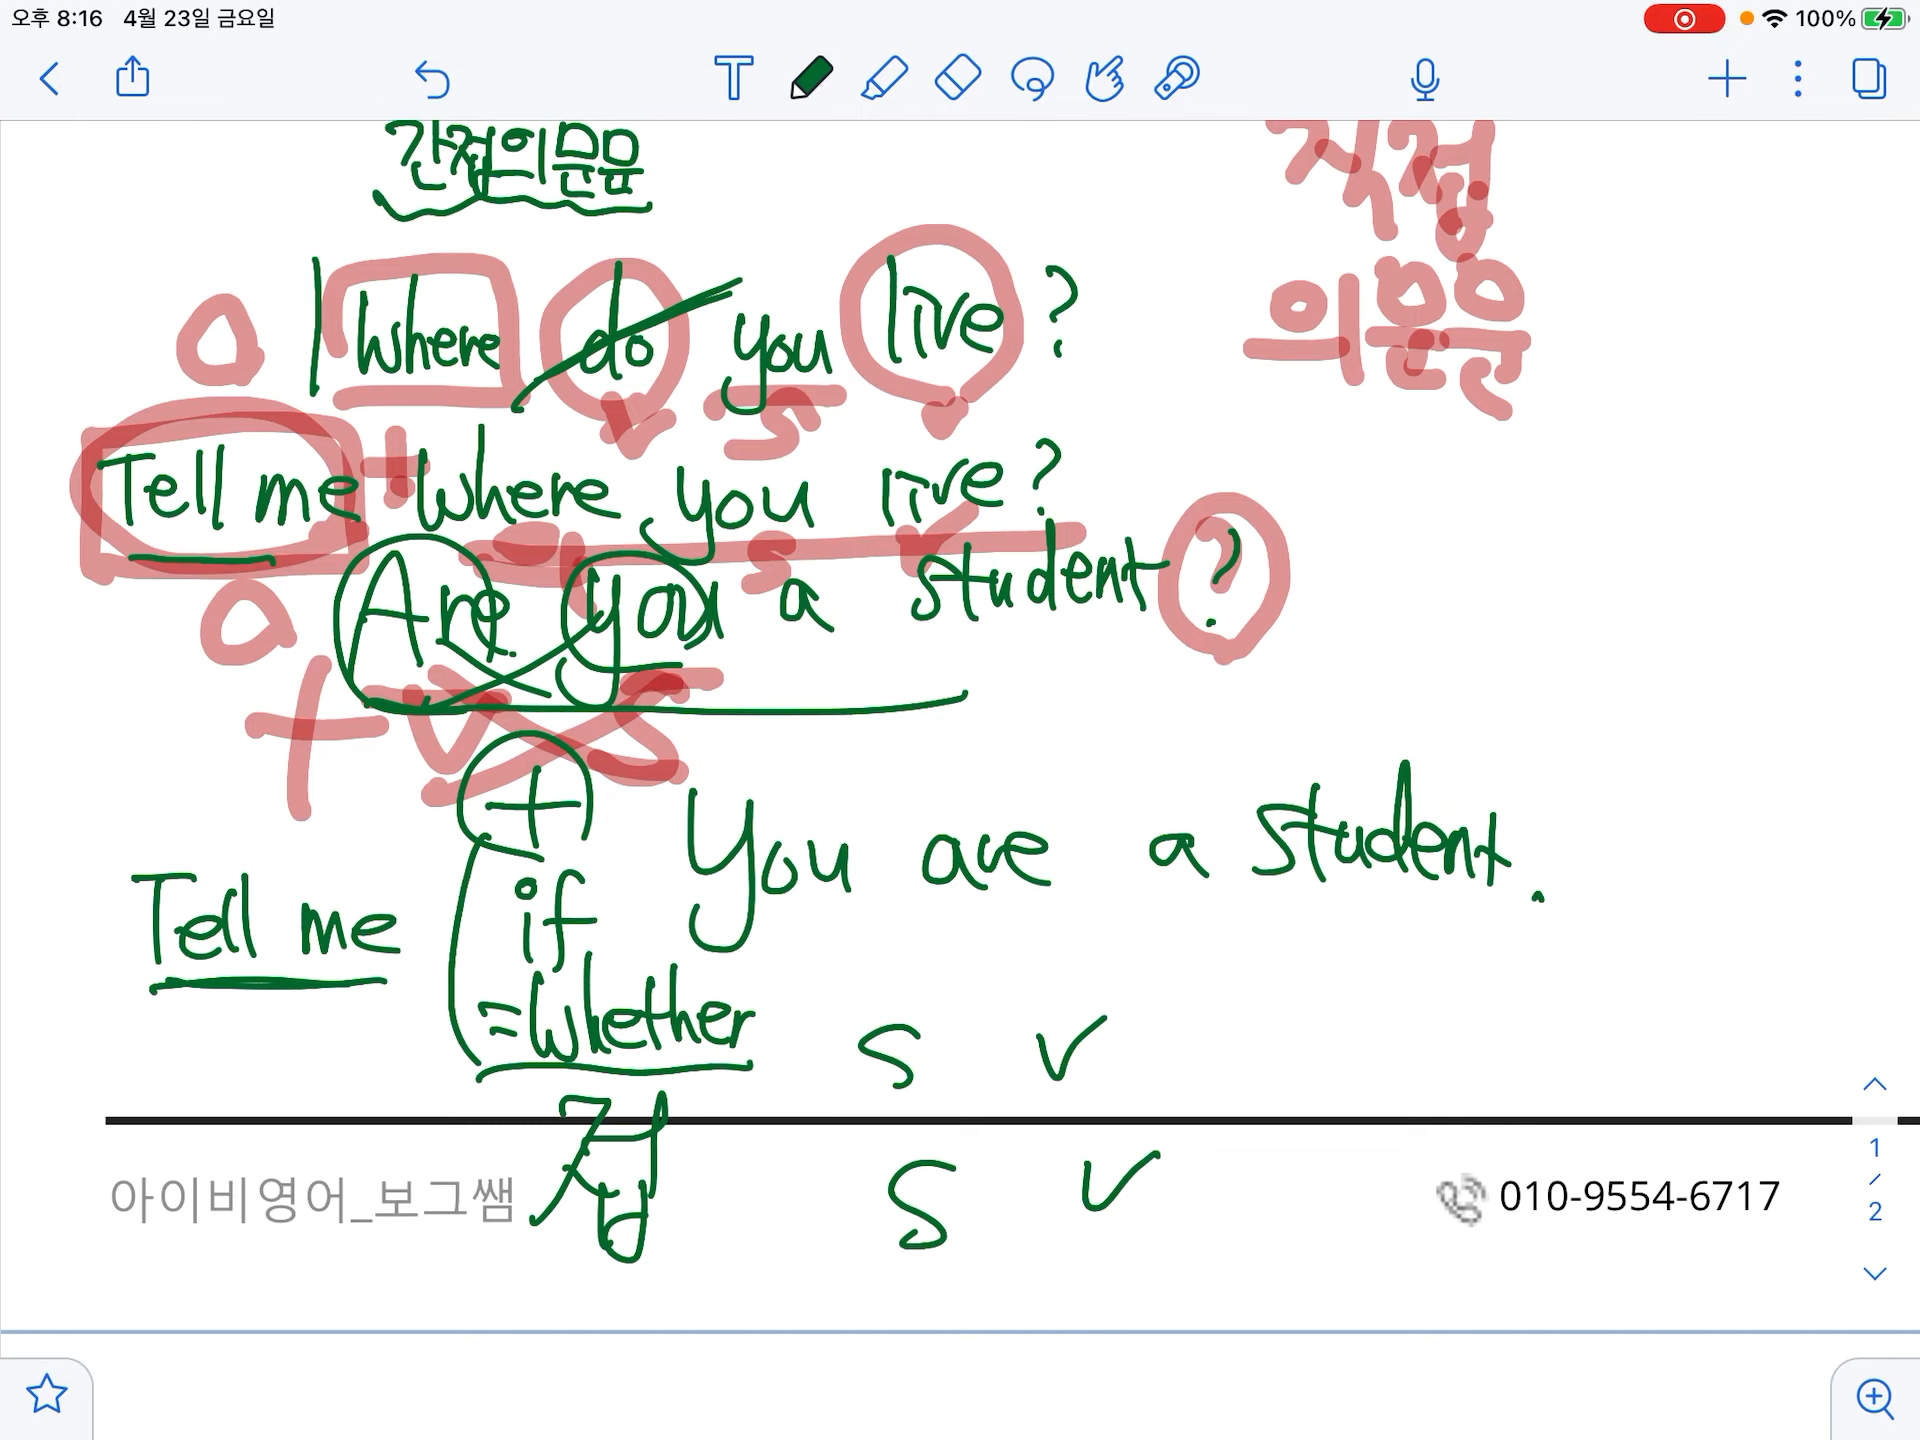 오후 8:16 4월 23일 금요일 100%
간접의문문
직접
의문문
Where do you live?
V S V
Tell me + where you live?
S V
Are you a student?
+ V S
+ You are a student.
Tell me if
=whether S V
접 S V
아이비영어_보그쌤 010-9554-6717
1
/
2